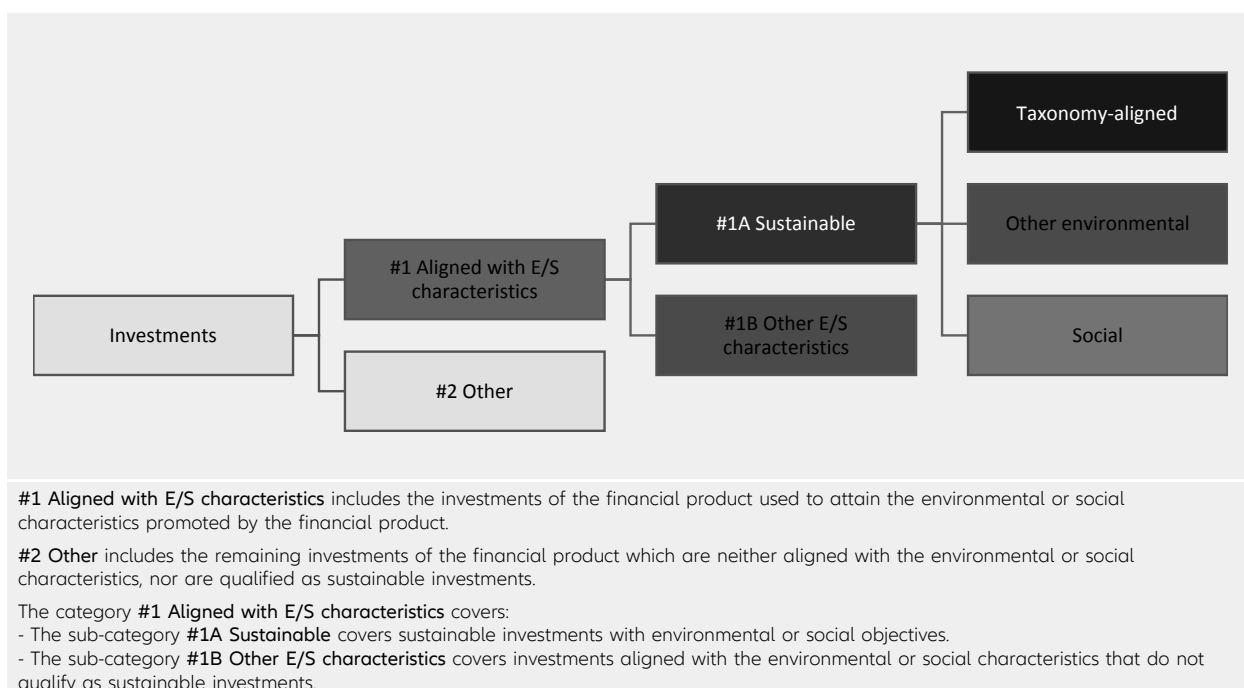 Taxonomy-aligned
#1A Sustainable
Other environmental
#1 Aligned with E/S
characteristics
Investments
#1B Other E/S
characteristics
Social
#2 Other
#1 Aligned with E/S characteristics includes the investments of the financial product used to attain the environmental or social
characteristics promoted by the financial product.
#2 Other includes the remaining investments of the financial product which are neither aligned with the environmental or social
characteristics, nor are qualified as sustainable investments.
The category #1 Aligned with E/S characteristics covers:
- The sub-category #1A Sustainable covers sustainable investments with environmental or social objectives.
- The sub-category #1B Other E/S characteristics covers investments aligned with the environmental or social characteristics that do not
qualify as sustainable investments.